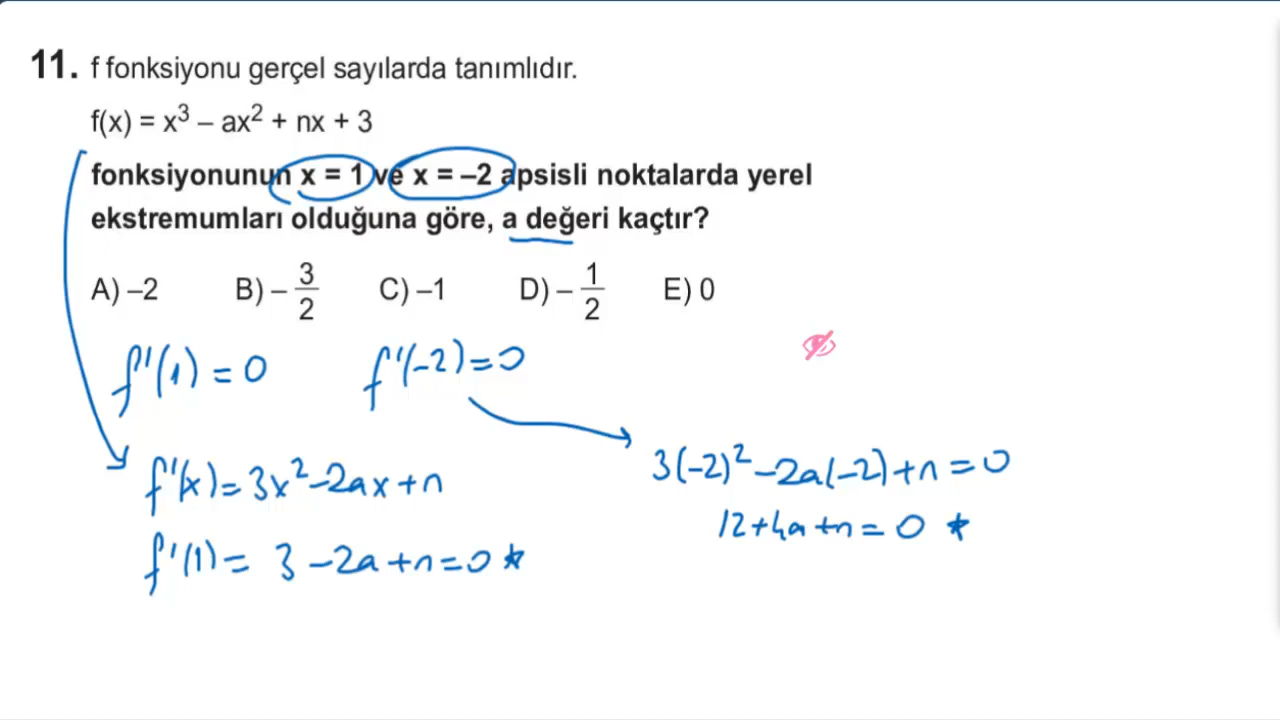 11. f fonksiyonu gerçel sayılarda tanımlıdır.
f(x) = x³ – ax² + nx + 3
fonksiyonunun x = 1 ve x = –2 apsisli noktalarda yerel
ekstremumları olduğuna göre, a değeri kaçtır?
A) –2 B) – 3/2 C) –1 D) – 1/2 E) 0
f'(1) = 0 f'(-2) = 0
f'(x) = 3x² - 2ax + n
f'(1) = 3 - 2a + n = 0 *
3(-2)² - 2a(-2) + n = 0
12 + 4a + n = 0 *